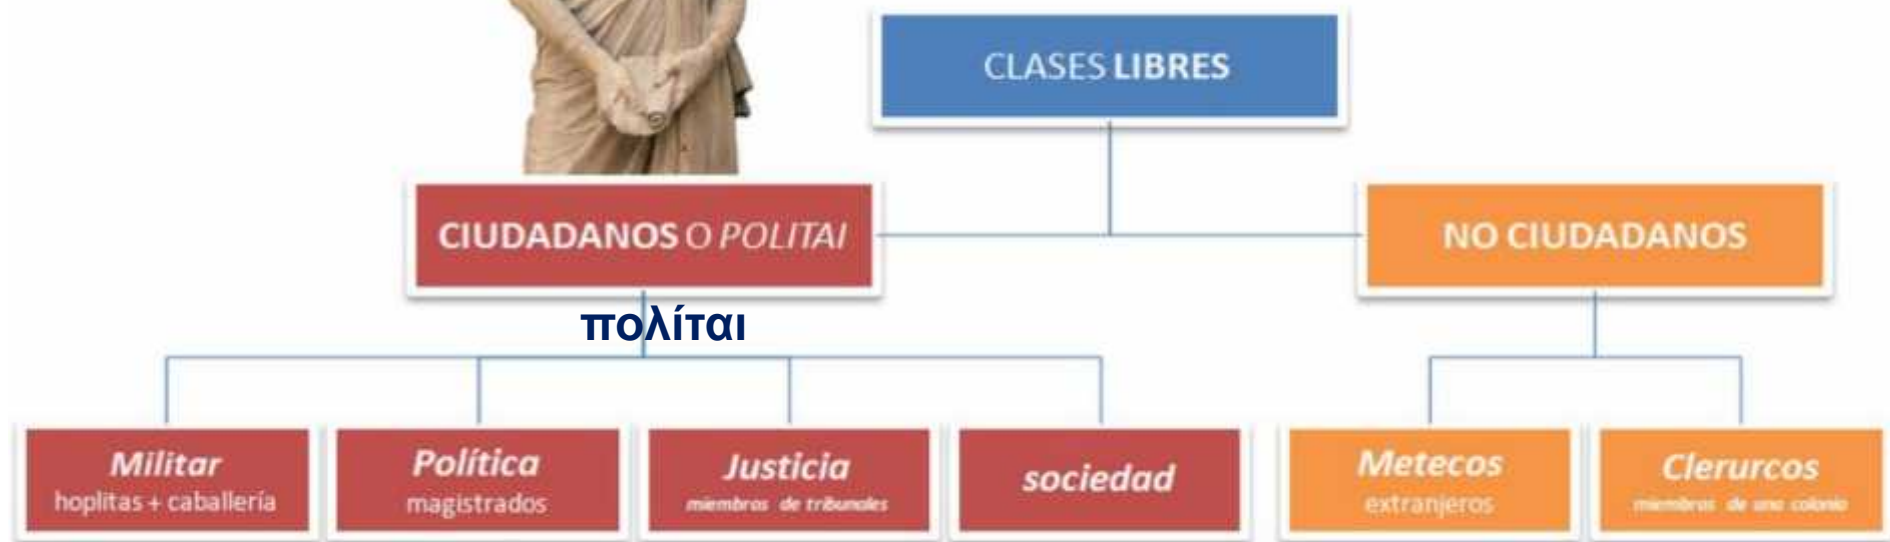 CLASES LIBRES
CIUDADANOS O POLITAI
NO CIUDADANOS
πολίται
Militar
hoplitas + caballería
Política
magistrados
Justicia
miembros de tribunales
sociedad
Metecos
extranjeros
Clerurcos
miembros de una colonia